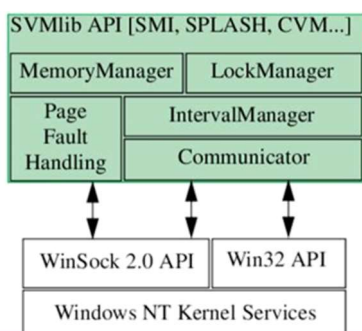 SVMlib API [SMI, SPLASH, CVM...]
MemoryManager
LockManager
Page
Fault
Handling
IntervalManager
Communicator
WinSock 2.0 API
Win32 API
Windows NT Kernel Services